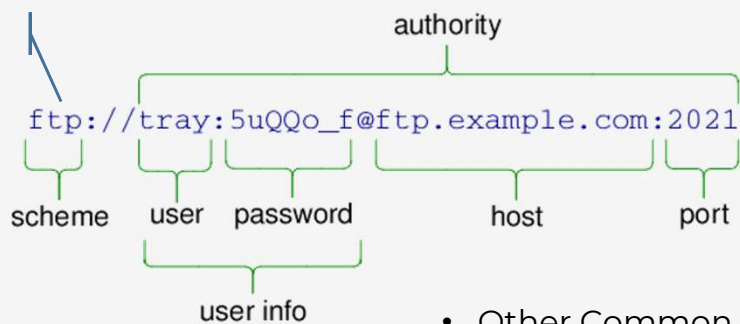 authority
ftp://tray:5uQQo_f@ftp.example.com:2021
scheme user password host port
user info
• Other Common